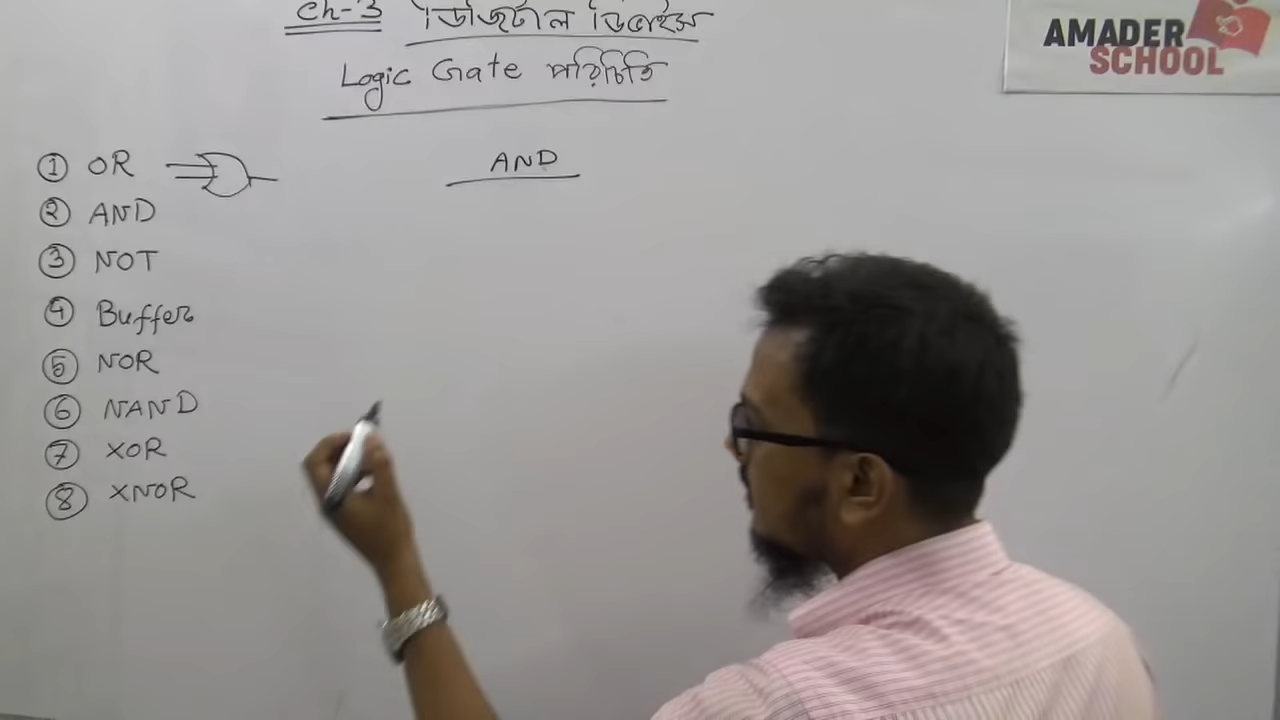 Ch-3 ডিজিটাল ডিভাইস
Logic Gate পরিচিতি
AMADER
SCHOOL
① OR
AND
② AND
③ NOT
④ Buffer
⑤ NOR
⑥ NAND
⑦ XOR
⑧ XNOR